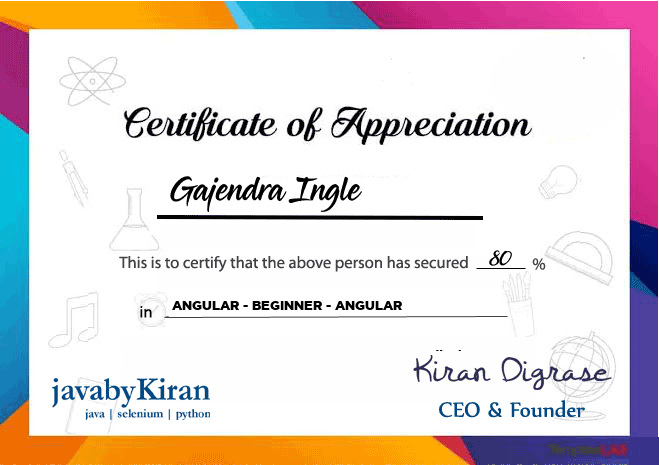 Certificate of Appreciation
Gajendra Ingle
This is to certify that the above person has secured 80 %
in ANGULAR - BEGINNER - ANGULAR
Kiran Digrase
javabyKiran
CEO & Founder
java | selenium | python